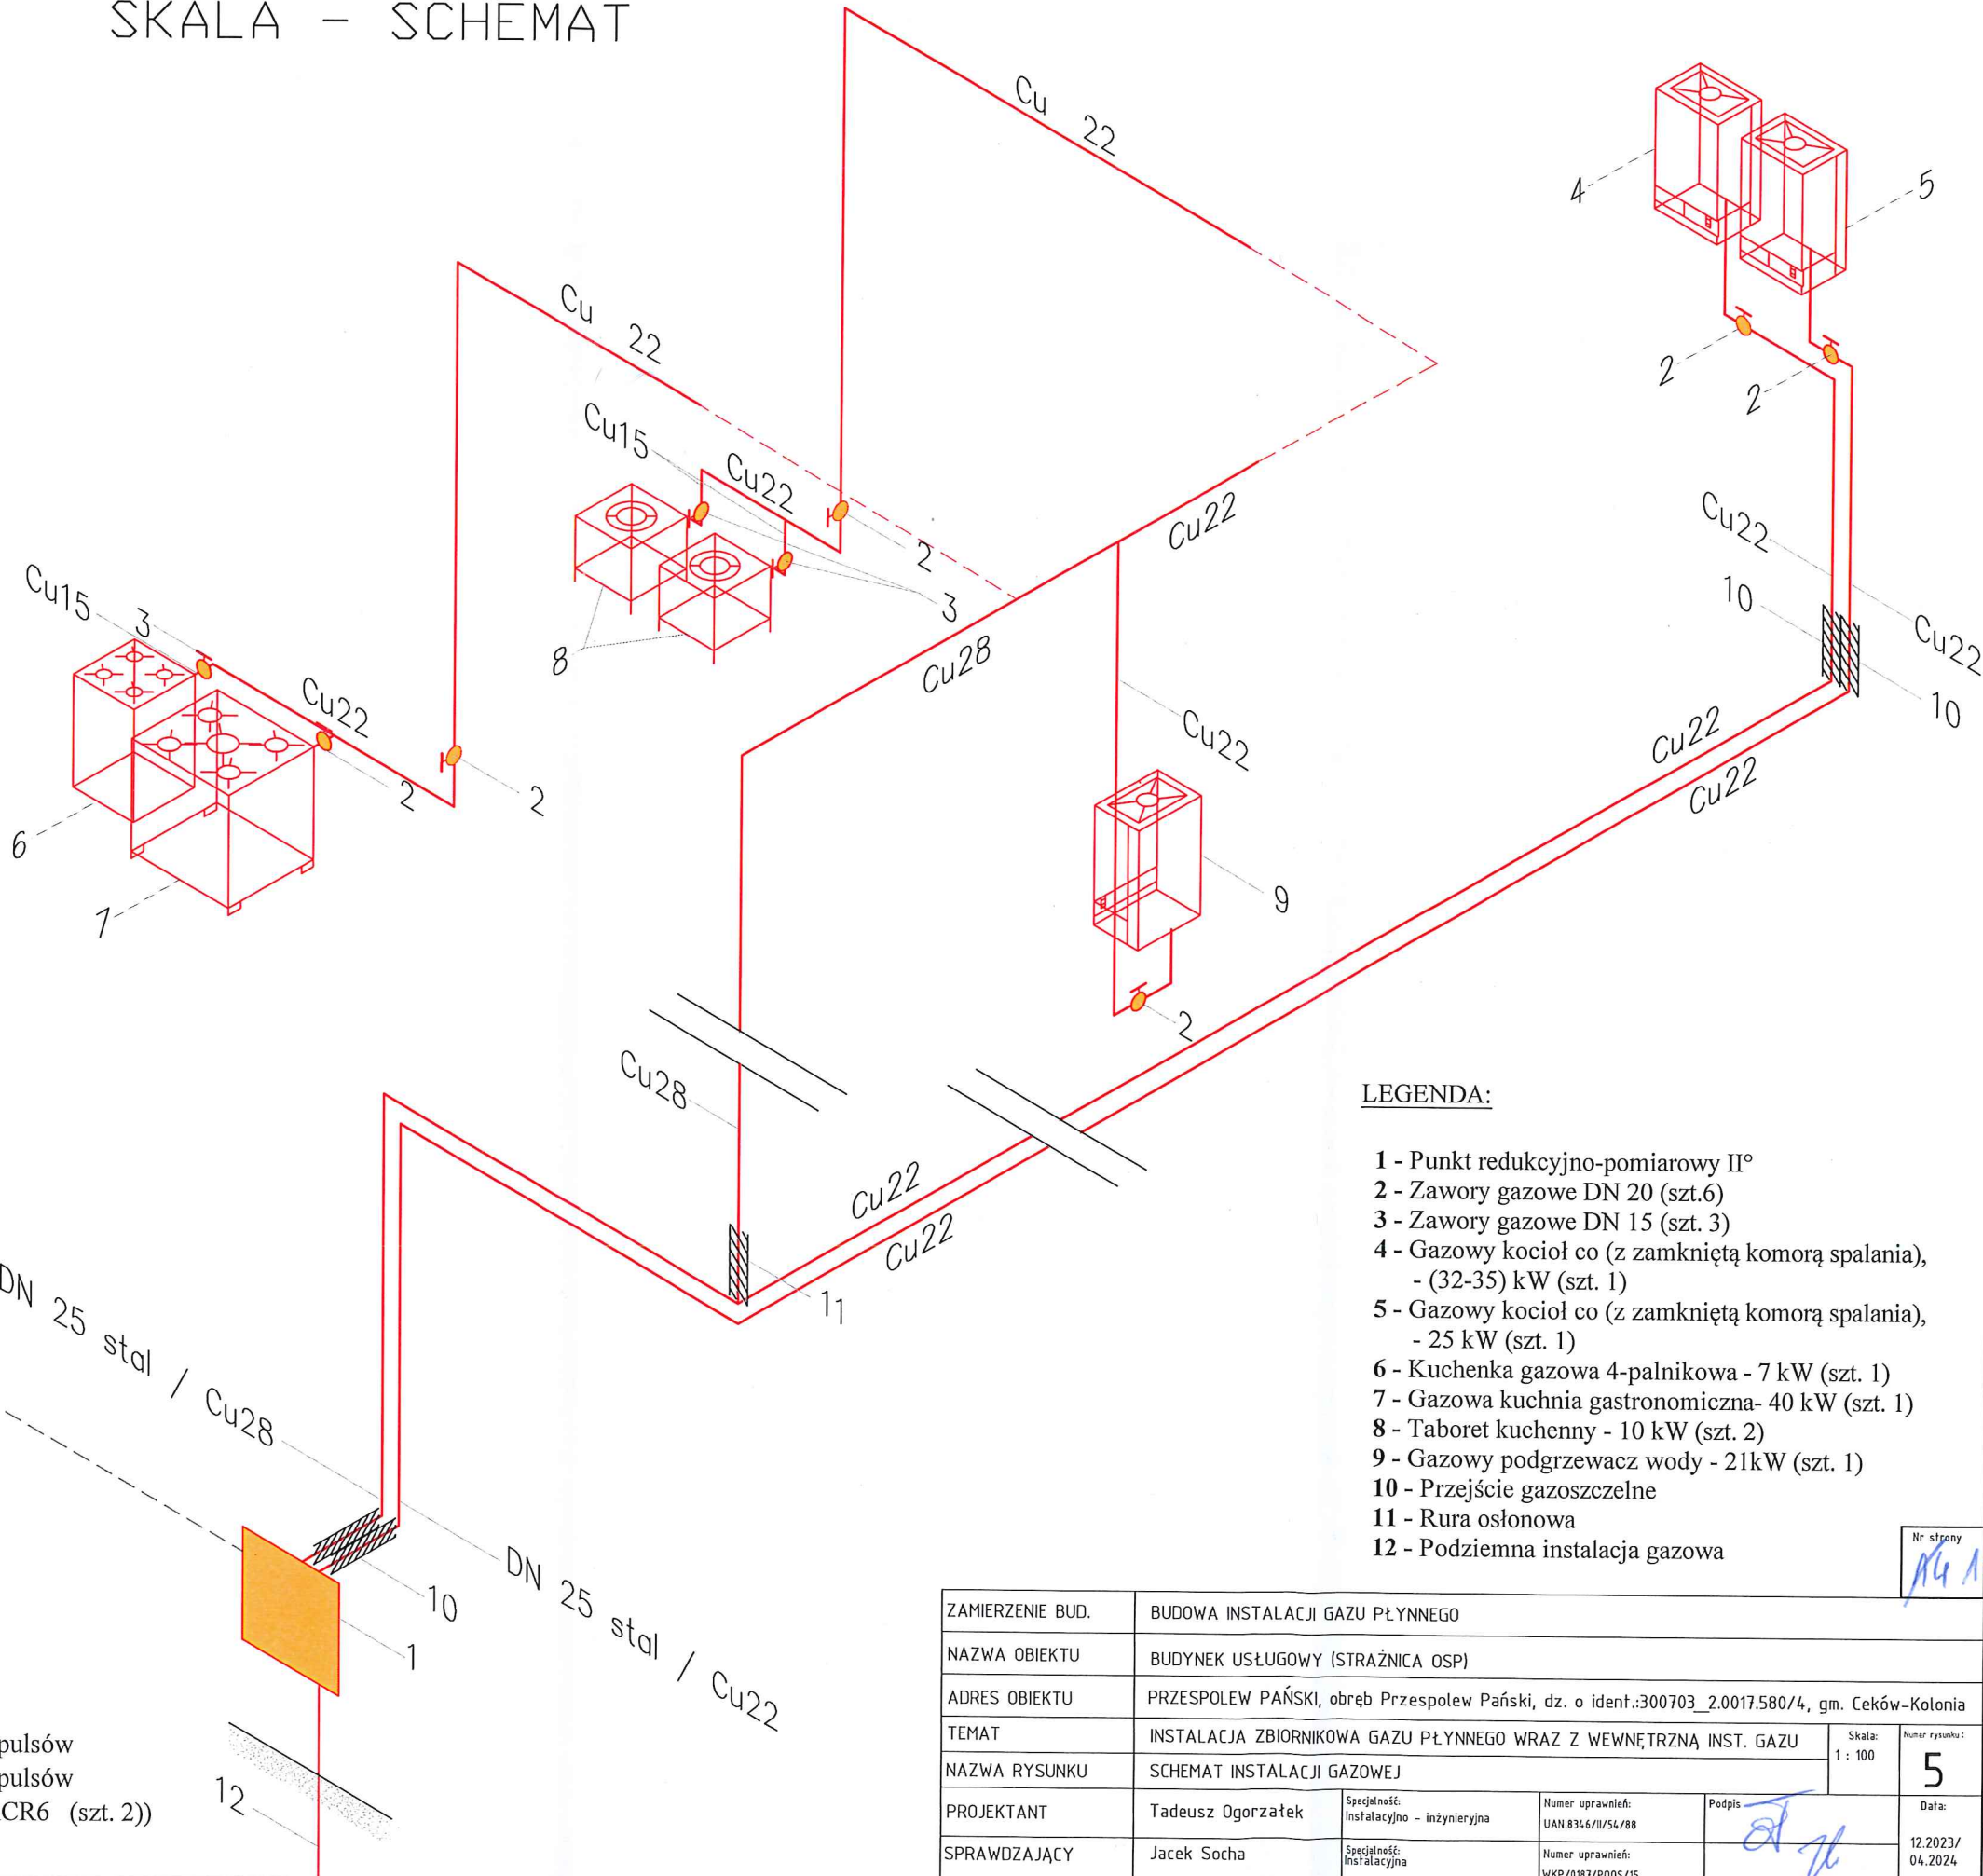 SKALA - SCHEMAT
Cu 22
4
5
Cu 22
2
2
Cu15
Cu22
Cu22
2
Cu22
10
3
Cu15
3
Cu22
8
Cu28
Cu22
10
Cu22
Cu22
Cu22
Cu22
2
2
6
7
9
2
Cu28
LEGENDA:
1 - Punkt redukcyjno-pomiarowy II°
2 - Zawory gazowe DN 20 (szt.6)
3 - Zawory gazowe DN 15 (szt. 3)
4 - Gazowy kocioł co (z zamkniętą komorą spalania),
- (32-35) kW (szt. 1)
5 - Gazowy kocioł co (z zamkniętą komorą spalania),
- 25 kW (szt. 1)
6 - Kuchenka gazowa 4-palnikowa - 7 kW (szt. 1)
7 - Gazowa kuchnia gastronomiczna- 40 kW (szt. 1)
8 - Taboret kuchenny - 10 kW (szt. 2)
9 - Gazowy podgrzewacz wody - 21kW (szt. 1)
10 - Przejście gazoszczelne
11 - Rura osłonowa
12 - Podziemna instalacja gazowa
Cu22
Cu22
11
DN 25 stal / Cu28
DN 25 stal / Cu22
10
1
12
pulsów
pulsów
CR6 (szt. 2))
Nr strony
ZAMIERZENIE BUD. BUDOWA INSTALACJI GAZU PŁYNNEGO
NAZWA OBIEKTU BUDYNEK USŁUGOWY (STRAŻNICA OSP)
ADRES OBIEKTU PRZESPOLEW PAŃSKI, obręb Przespolew Pański, dz. o ident.:300703_2.0017.580/4, gm. Ceków-Kolonia
TEMAT INSTALACJA ZBIORNIKOWA GAZU PŁYNNEGO WRAZ Z WEWNĘTRZNĄ INST. GAZU
Skala:
1 : 100
Numer rysunku:
5
NAZWA RYSUNKU SCHEMAT INSTALACJI GAZOWEJ
PROJEKTANT Tadeusz Ogorzałek
Specjalność:
Instalacyjno - inżynieryjna
Numer uprawnień:
UAN.8346/II/54/88
Podpis
Data:
12.2023/
04.2024
SPRAWDZAJĄCY Jacek Socha
Specjalność:
Instalacyjna
Numer uprawnień: